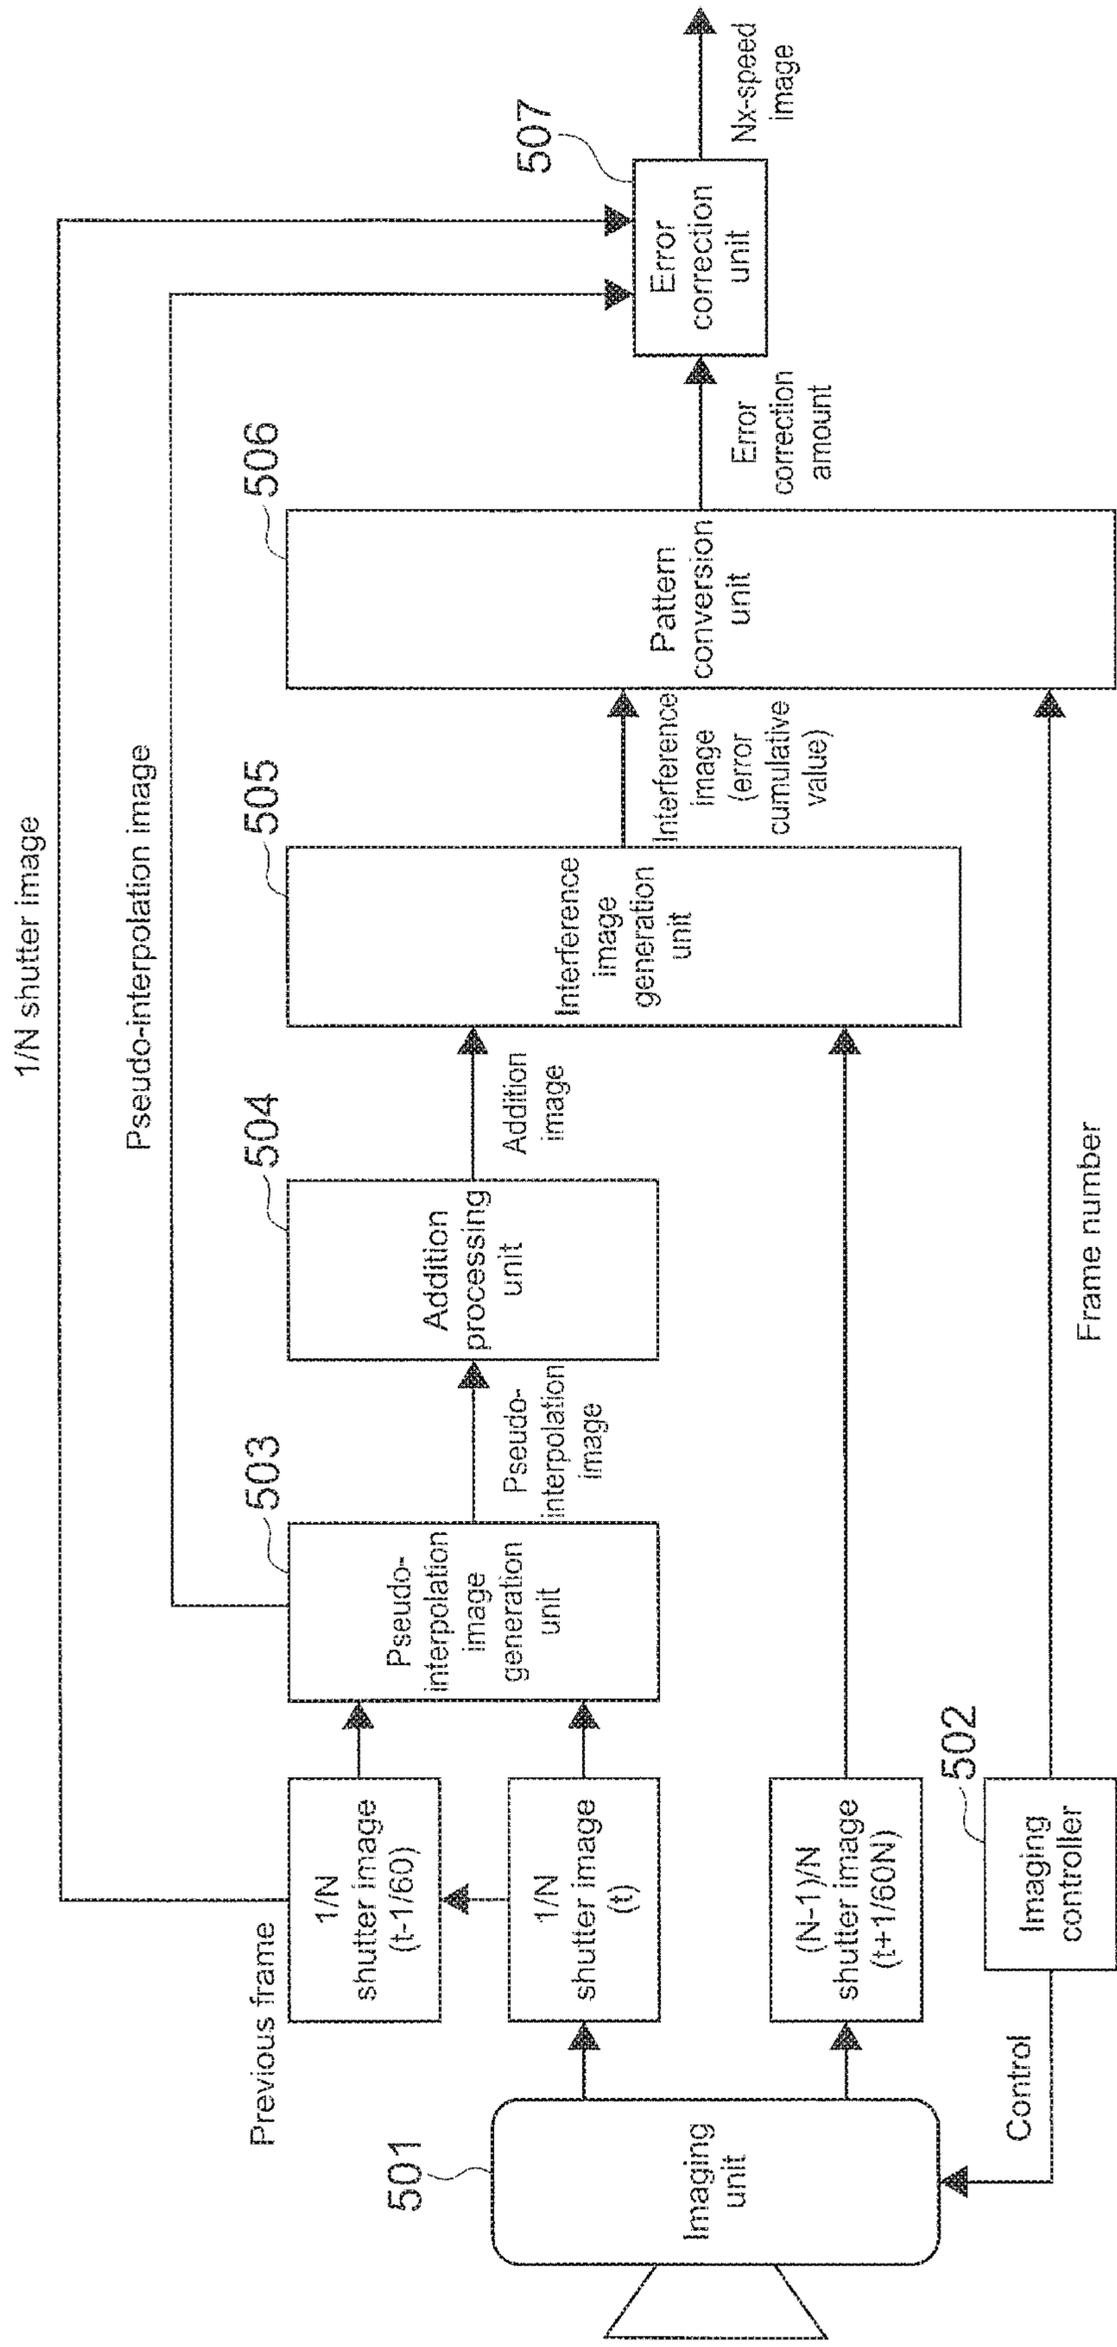 1/N shutter image
Pseudo-interpolation image
Previous frame
501
Imaging
unit
Control
1/N
shutter image
(t-1/60)
1/N
shutter image
(t)
(N-1)/N
shutter image
(t+1/60N)
502
Imaging
controller
503
Pseudo-
interpolation
image
generation
unit
Pseudo-
interpolation
image
504
Addition
processing
unit
Addition
image
505
Interference
image
generation
unit
Interference
image
(error
cumulative
value)
Frame number
506
Pattern
conversion
unit
Error
correction
amount
507
Error
correction
unit
Nx-speed
image